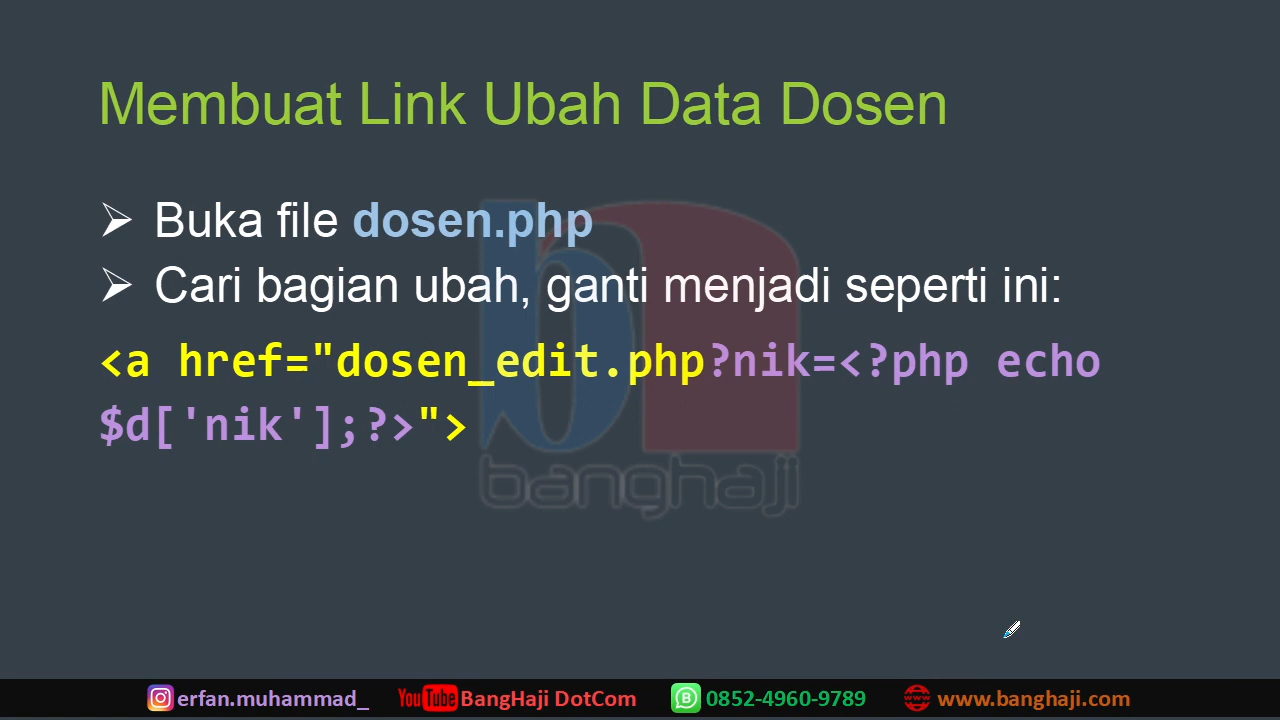 Membuat Link Ubah Data Dosen
➢ Buka file dosen.php
➢ Cari bagian ubah, ganti menjadi seperti ini:
<a href="dosen_edit.php?nik=<?php echo
$d['nik'];?>">
banghaji
erfan.muhammad_ YouTube BangHaji DotCom B 0852-4960-9789 www www.banghaji.com